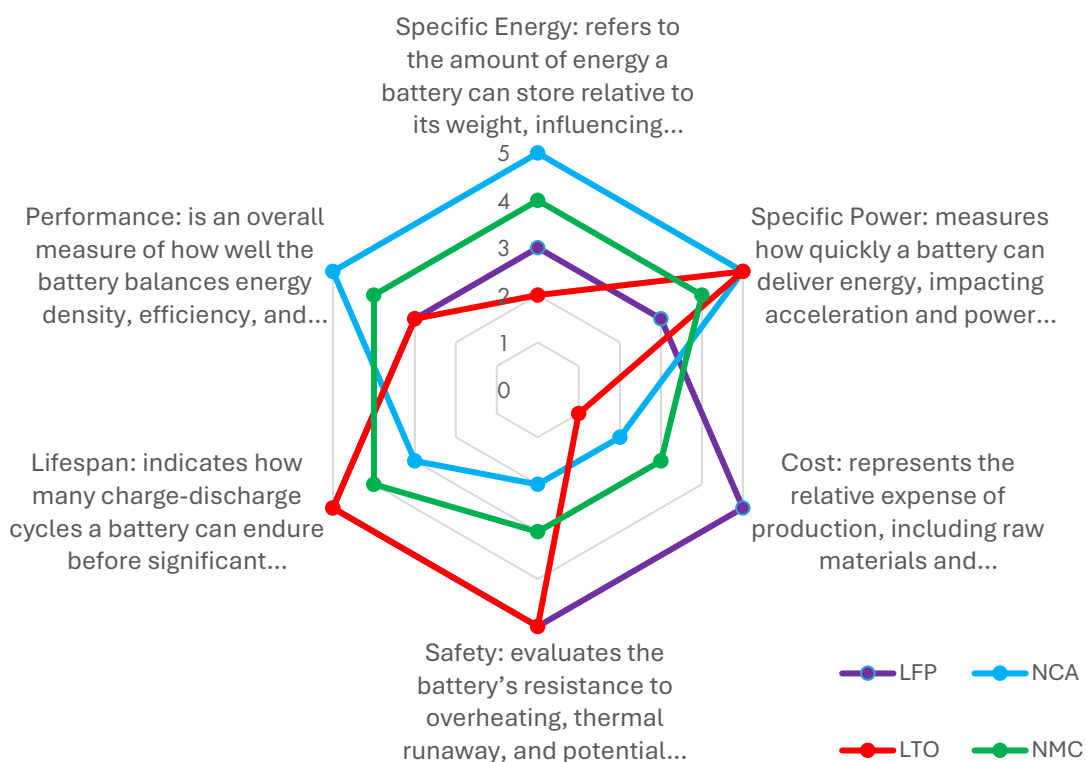 Specific Energy: refers to
the amount of energy a
battery can store relative to
its weight, influencing...
5
4
3
2
1
0
Performance: is an overall
measure of how well the
battery balances energy
density, efficiency, and...
Specific Power: measures
how quickly a battery can
deliver energy, impacting
acceleration and power...
Lifespan: indicates how
many charge-discharge
cycles a battery can endure
before significant...
Cost: represents the
relative expense of
production, including raw
materials and...
Safety: evaluates the
battery’s resistance to
overheating, thermal
runaway, and potential...
LFP
NCA
LTO
NMC